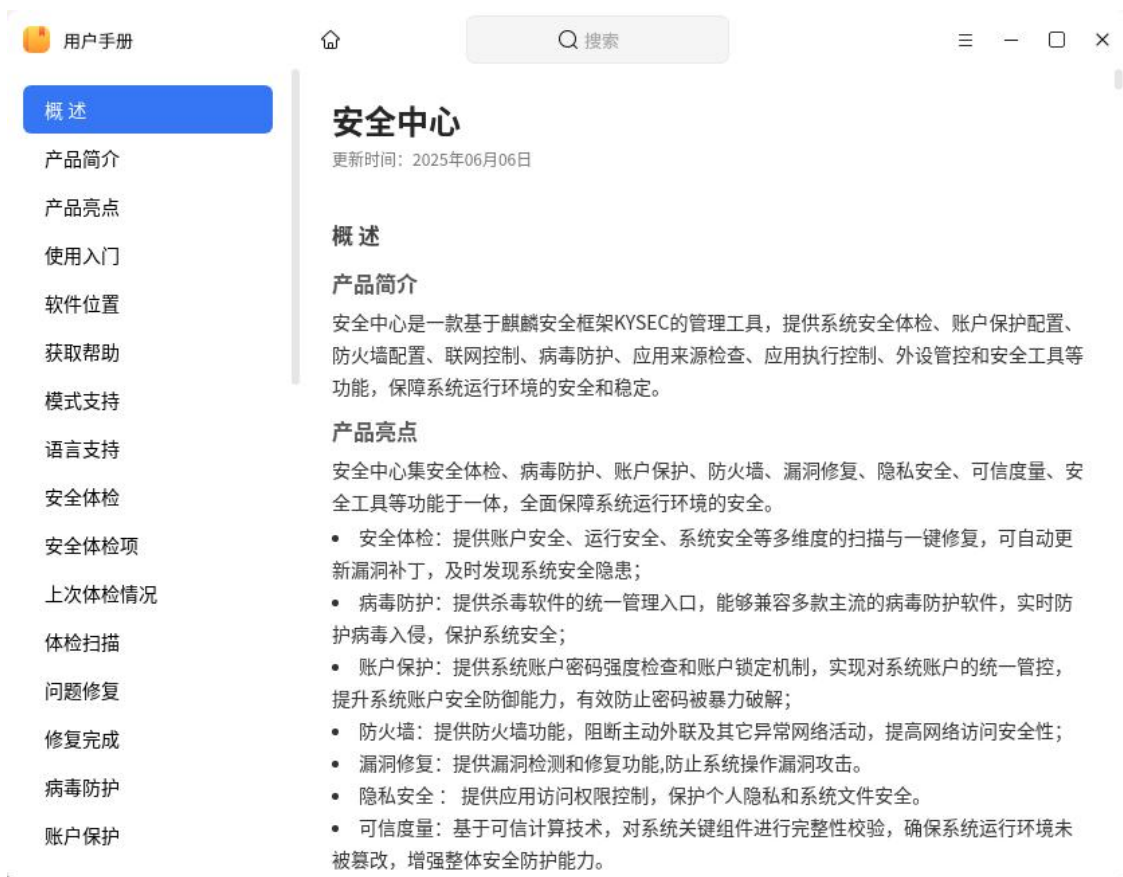 用户手册
搜索
概 述
产品简介
产品亮点
使用入门
软件位置
获取帮助
模式支持
语言支持
安全体检
安全体检项
上次体检情况
体检扫描
问题修复
修复完成
病毒防护
账户保护
安全中心
更新时间：2025年06月06日
概 述
产品简介
安全中心是一款基于麒麟安全框架KYSEC的管理工具，提供系统安全体检、账户保护配置、
防火墙配置、联网控制、病毒防护、应用来源检查、应用执行控制、外设管控和安全工具等
功能，保障系统运行环境的安全和稳定。
产品亮点
安全中心集安全体检、病毒防护、账户保护、防火墙、漏洞修复、隐私安全、可信度量、安
全工具等功能于一体，全面保障系统运行环境的安全。
• 安全体检：提供账户安全、运行安全、系统安全等多维度的扫描与一键修复，可自动更
新漏洞补丁，及时发现系统安全隐患；
• 病毒防护：提供杀毒软件的统一管理入口，能够兼容多款主流的病毒防护软件，实时防
护病毒入侵，保护系统安全；
• 账户保护：提供系统账户密码强度检查和账户锁定机制，实现对系统账户的统一管控，
提升系统账户安全防御能力，有效防止密码被暴力破解；
• 防火墙：提供防火墙功能，阻断主动外联及其它异常网络活动，提高网络访问安全性；
• 漏洞修复：提供漏洞检测和修复功能,防止系统操作漏洞攻击。
• 隐私安全 ： 提供应用访问权限控制，保护个人隐私和系统文件安全。
• 可信度量：基于可信计算技术，对系统关键组件进行完整性校验，确保系统运行环境未
被篡改，增强整体安全防护能力。